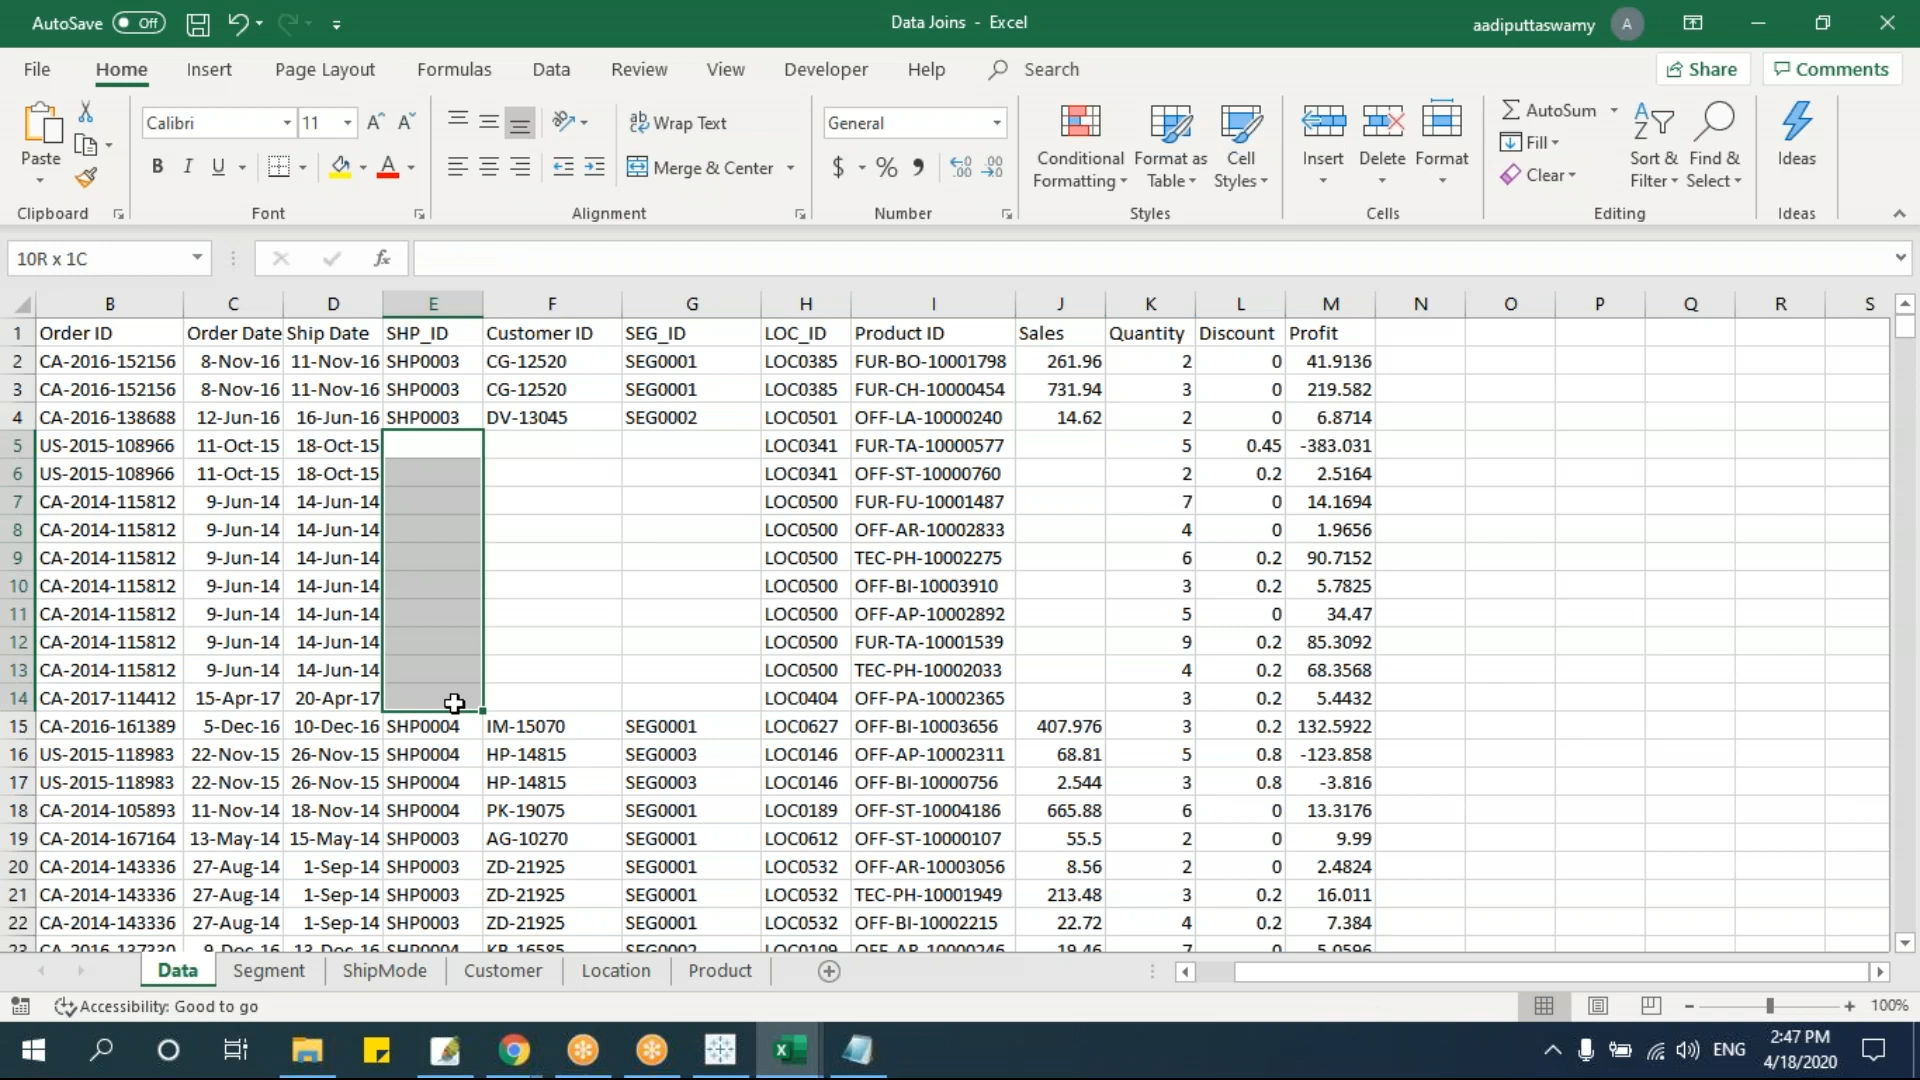 AutoSave Off Data Joins - Excel aadiputtaswamy A
File Home Insert Page Layout Formulas Data Review View Developer Help Search Share Comments
Calibri 11 Wrap Text General AutoSum
Paste Conditional Format as Cell Insert Delete Format Fill Sort & Find & Ideas
B I U A Merge & Center $ % Formatting Table Styles Clear Filter Select
Clipboard Font Alignment Number Styles Cells Editing Ideas
10R x 1C fx
B C D E F G H I J K L M N O P Q R S
1 Order ID Order Date Ship Date SHP_ID Customer ID SEG_ID LOC_ID Product ID Sales Quantity Discount Profit
2 CA-2016-152156 8-Nov-16 11-Nov-16 SHP0003 CG-12520 SEG0001 LOC0385 FUR-BO-10001798 261.96 2 0 41.9136
3 CA-2016-152156 8-Nov-16 11-Nov-16 SHP0003 CG-12520 SEG0001 LOC0385 FUR-CH-10000454 731.94 3 0 219.582
4 CA-2016-138688 12-Jun-16 16-Jun-16 SHP0003 DV-13045 SEG0002 LOC0501 OFF-LA-10000240 14.62 2 0 6.8714
5 US-2015-108966 11-Oct-15 18-Oct-15 LOC0341 FUR-TA-10000577 5 0.45 -383.031
6 US-2015-108966 11-Oct-15 18-Oct-15 LOC0341 OFF-ST-10000760 2 0.2 2.5164
7 CA-2014-115812 9-Jun-14 14-Jun-14 LOC0500 FUR-FU-10001487 7 0 14.1694
8 CA-2014-115812 9-Jun-14 14-Jun-14 LOC0500 OFF-AR-10002833 4 0 1.9656
9 CA-2014-115812 9-Jun-14 14-Jun-14 LOC0500 TEC-PH-10002275 6 0.2 90.7152
10 CA-2014-115812 9-Jun-14 14-Jun-14 LOC0500 OFF-BI-10003910 3 0.2 5.7825
11 CA-2014-115812 9-Jun-14 14-Jun-14 LOC0500 OFF-AP-10002892 5 0 34.47
12 CA-2014-115812 9-Jun-14 14-Jun-14 LOC0500 FUR-TA-10001539 9 0.2 85.3092
13 CA-2014-115812 9-Jun-14 14-Jun-14 LOC0500 TEC-PH-10002033 4 0.2 68.3568
14 CA-2017-114412 15-Apr-17 20-Apr-17 LOC0404 OFF-PA-10002365 3 0.2 5.4432
15 CA-2016-161389 5-Dec-16 10-Dec-16 SHP0004 IM-15070 SEG0001 LOC0627 OFF-BI-10003656 407.976 3 0.2 132.5922
16 US-2015-118983 22-Nov-15 26-Nov-15 SHP0004 HP-14815 SEG0003 LOC0146 OFF-AP-10002311 68.81 5 0.8 -123.858
17 US-2015-118983 22-Nov-15 26-Nov-15 SHP0004 HP-14815 SEG0003 LOC0146 OFF-BI-10000756 2.544 3 0.8 -3.816
18 CA-2014-105893 11-Nov-14 18-Nov-14 SHP0004 PK-19075 SEG0001 LOC0189 OFF-ST-10004186 665.88 6 0 13.3176
19 CA-2014-167164 13-May-14 15-May-14 SHP0003 AG-10270 SEG0001 LOC0612 OFF-ST-10000107 55.5 2 0 9.99
20 CA-2014-143336 27-Aug-14 1-Sep-14 SHP0003 ZD-21925 SEG0001 LOC0532 OFF-AR-10003056 8.56 2 0 2.4824
21 CA-2014-143336 27-Aug-14 1-Sep-14 SHP0003 ZD-21925 SEG0001 LOC0532 TEC-PH-10001949 213.48 3 0.2 16.011
22 CA-2014-143336 27-Aug-14 1-Sep-14 SHP0003 ZD-21925 SEG0001 LOC0532 OFF-BI-10002215 22.72 4 0.2 7.384
23 CA-2016-137330 9-Dec-16 13-Dec-16 SHP0004 KB-16585 SEG0002 LOC0109 OFF-AR-10000246 19.46 7 0 5.0596
Data Segment ShipMode Customer Location Product
Accessibility: Good to go 100%
ENG 2:47 PM
4/18/2020